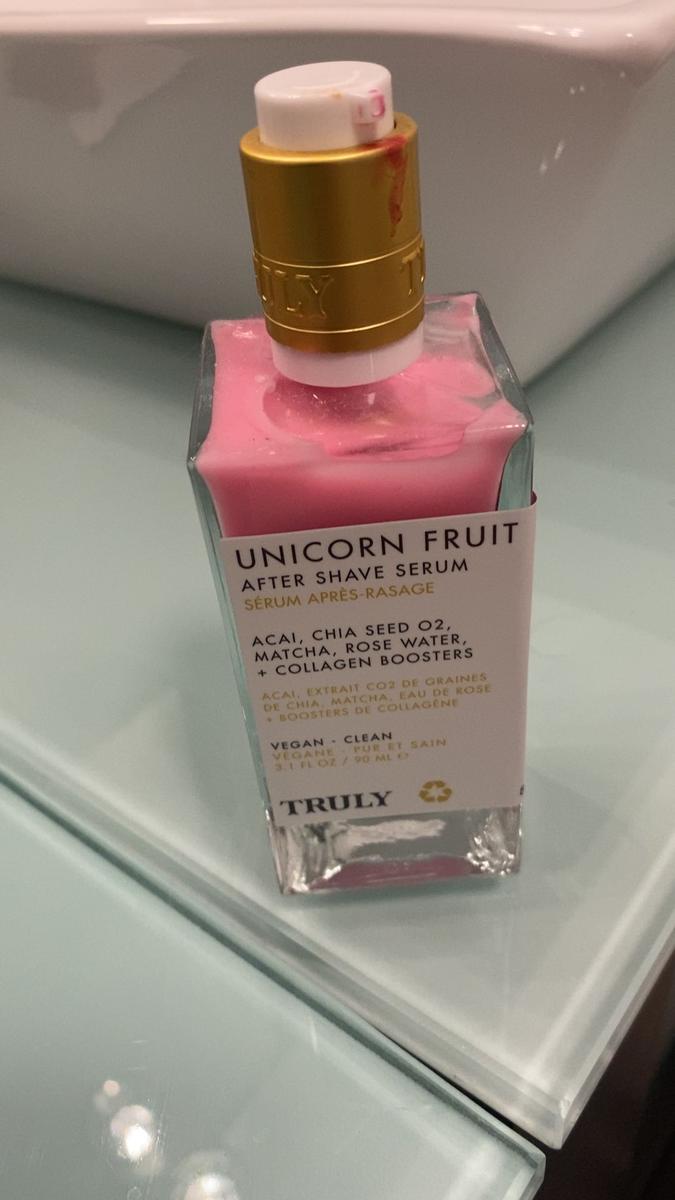 TRULY
UNICORN FRUIT
AFTER SHAVE SERUM
SÉRUM APRÈS-RASAGE
ACAI, CHIA SEED O2,
MATCHA, ROSE WATER,
+ COLLAGEN BOOSTERS
ACAI, EXTRAIT CO2 DE GRAINES
DE CHIA, MATCHA, EAU DE ROSE
+ BOOSTERS DE COLLAGÈNE
VEGAN - CLEAN
VÉGANE - PUR ET SAIN
3.1 FL OZ / 90 ML ℮
TRULY